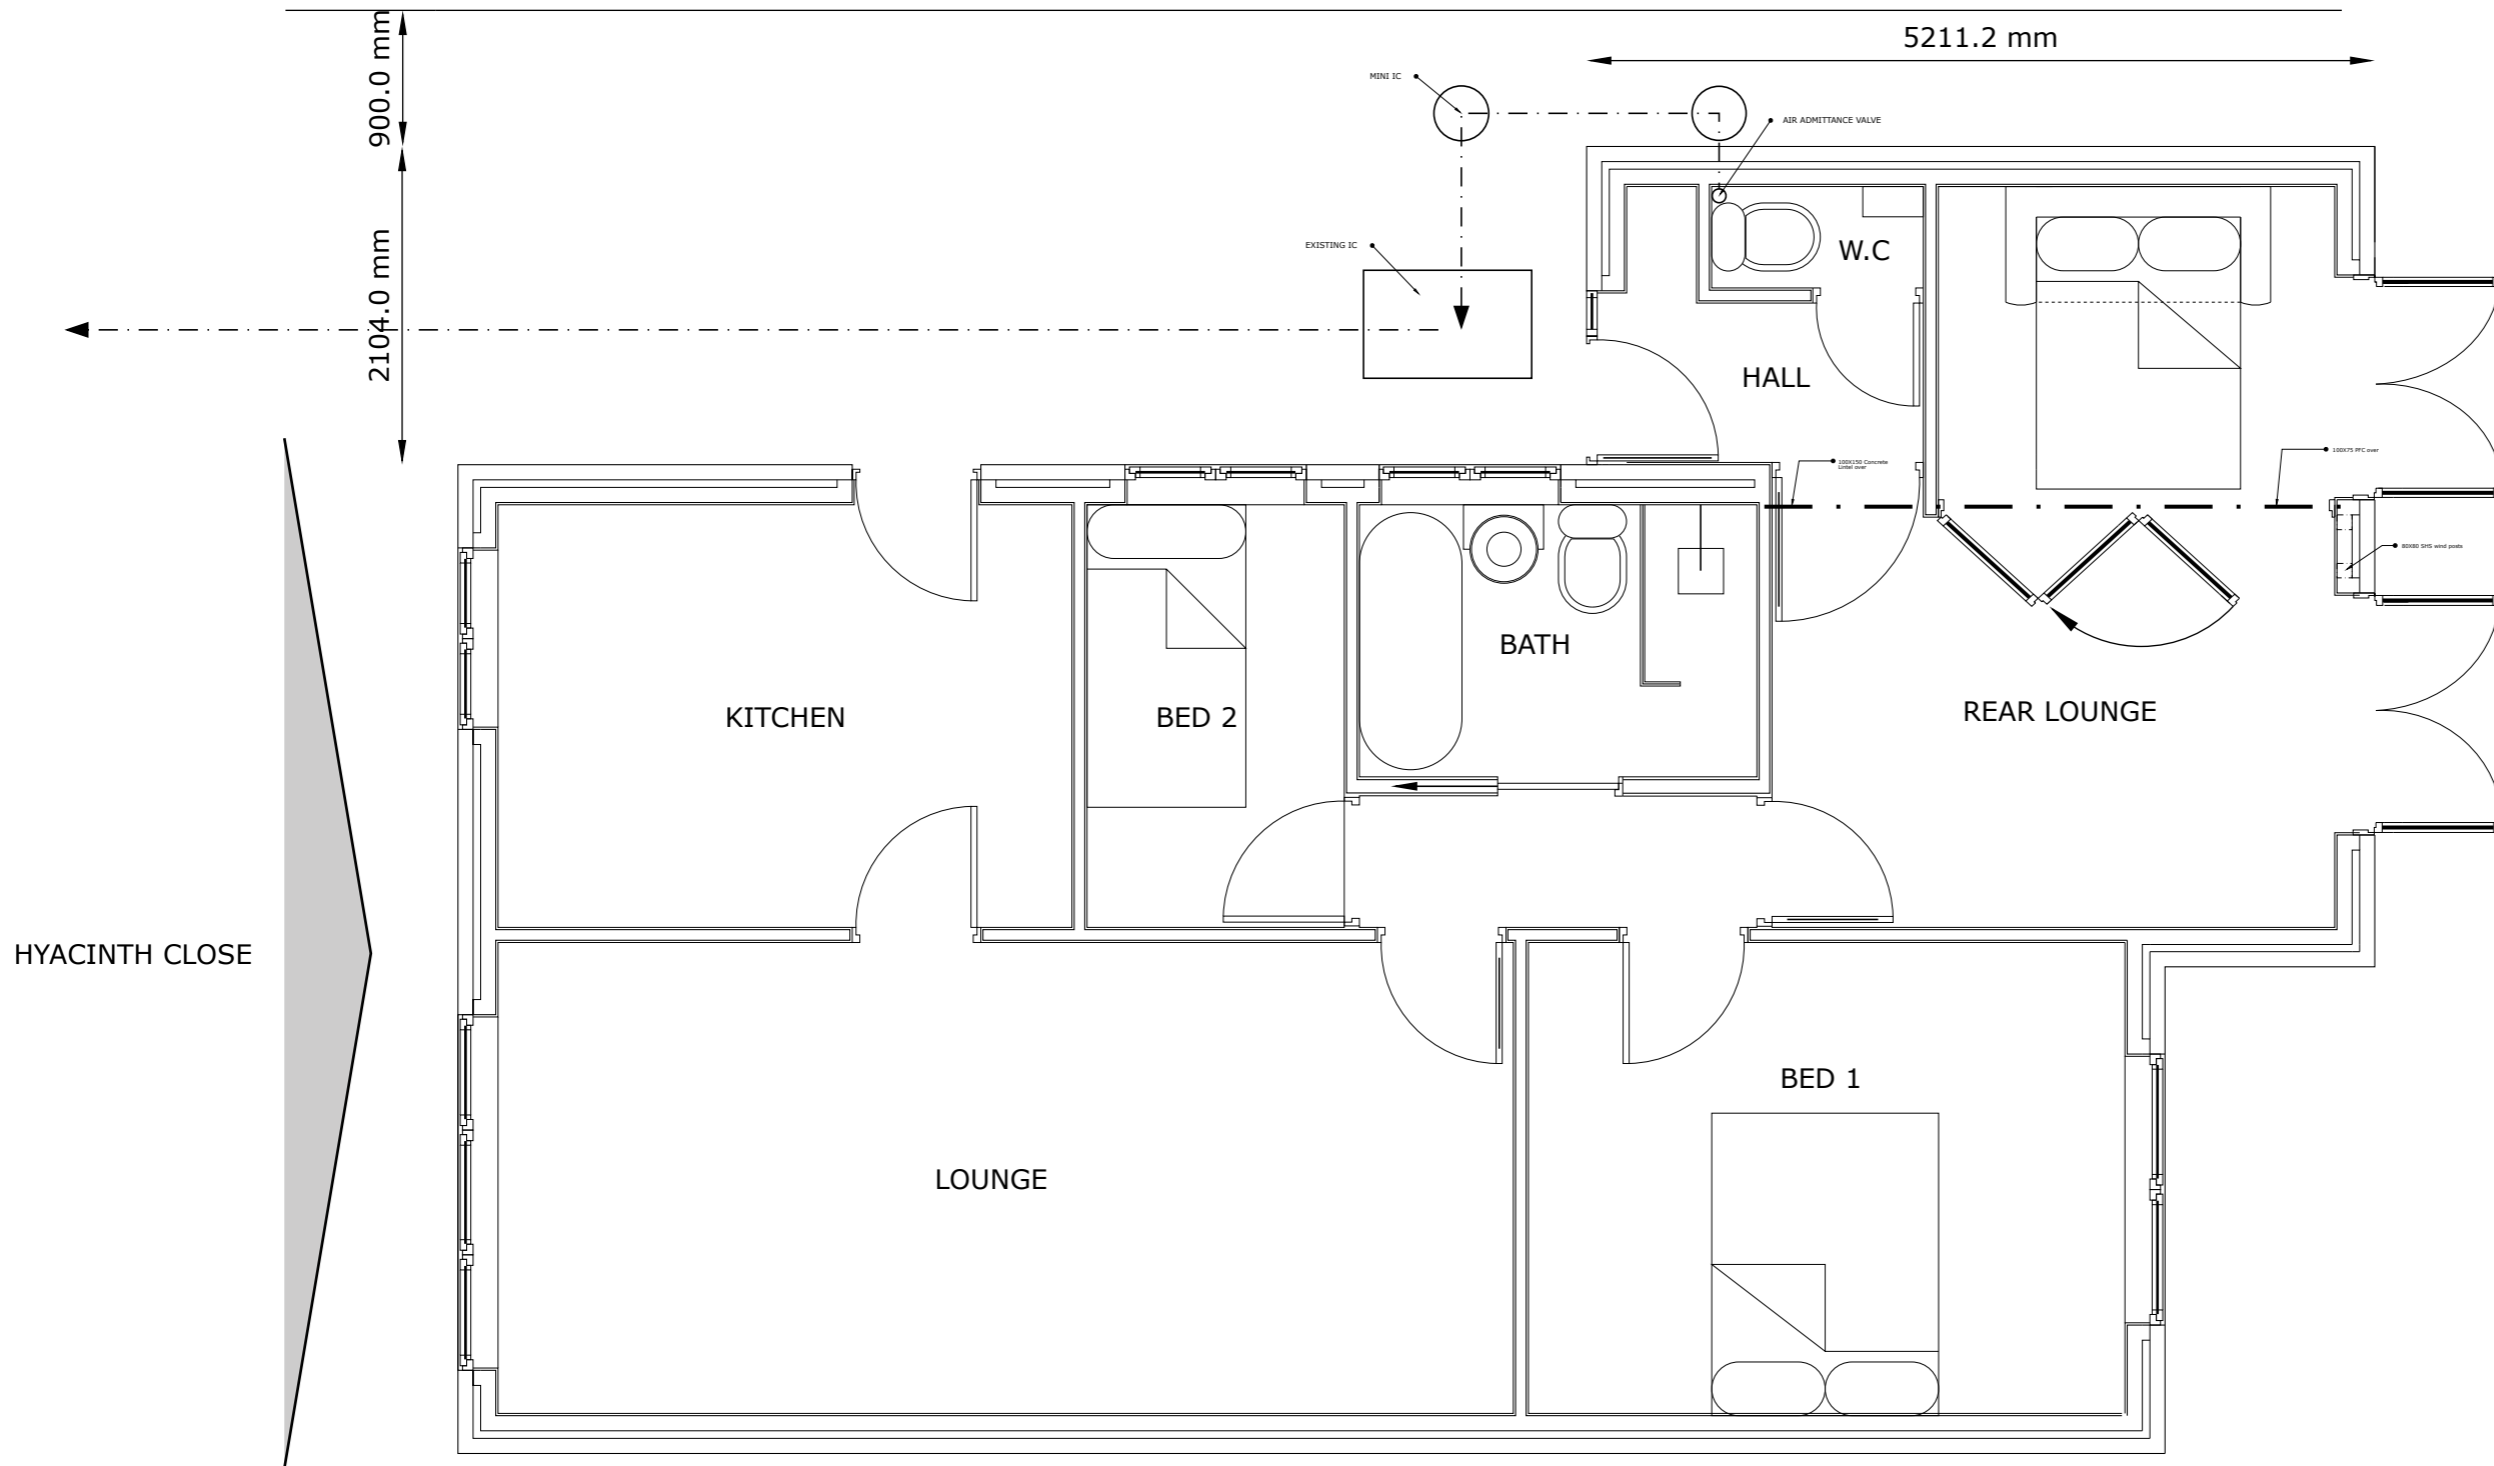 5211.2 mm
900.0 mm
MINI IC
AIR ADMITTANCE VALVE
2104.0 mm
EXISTING IC
W.C
HALL
100X150 Concrete
Lintel over
100X75 PFC over
80X80 SHS wind posts
BATH
KITCHEN
BED 2
REAR LOUNGE
HYACINTH CLOSE
BED 1
LOUNGE